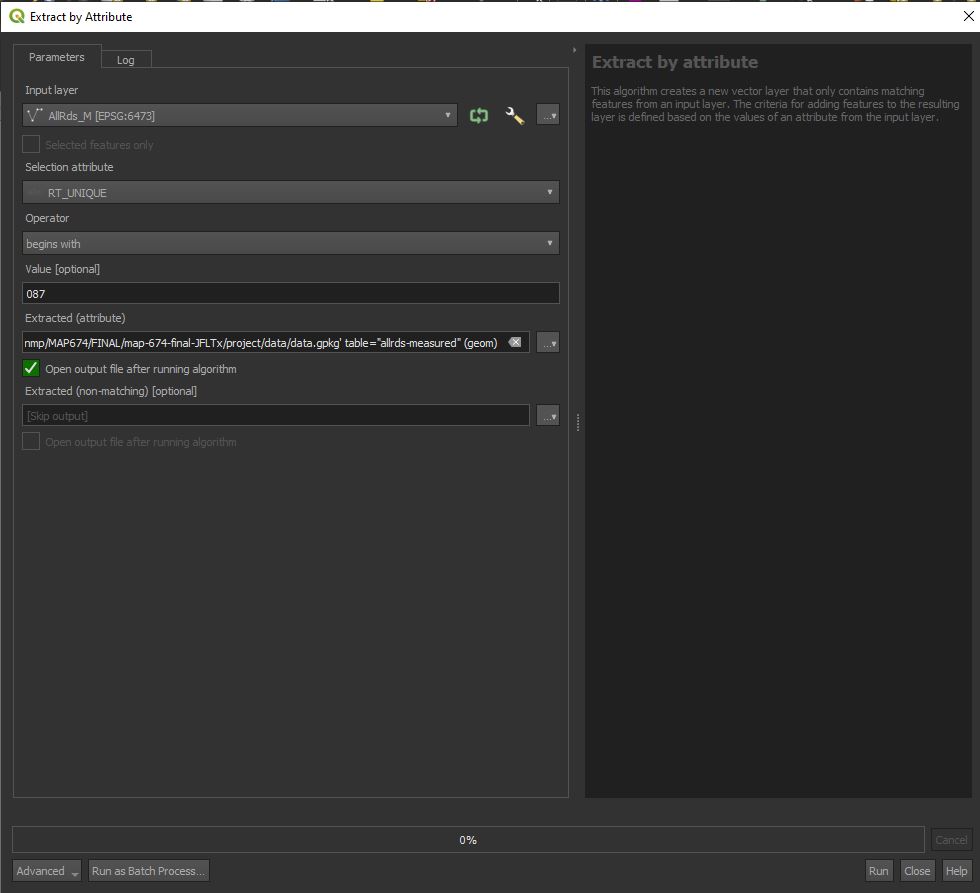 Extract by Attribute
Parameters
Log
Input layer
AllRds_M [EPSG:6473]
...
Selected features only
Selection attribute
RT_UNIQUE
Operator
begins with
Value [optional]
087
Extracted (attribute)
nmp/MAP674/FINAL/map-674-final-JFLTx/project/data/data.gpkg' table="allrds-measured" (geom)
...
Open output file after running algorithm
Extracted (non-matching) [optional]
[Skip output]
...
Open output file after running algorithm
Extract by attribute
This algorithm creates a new vector layer that only contains matching
features from an input layer. The criteria for adding features to the resulting
layer is defined based on the values of an attribute from the input layer.
0%
Cancel
Advanced
Run as Batch Process...
Run
Close
Help